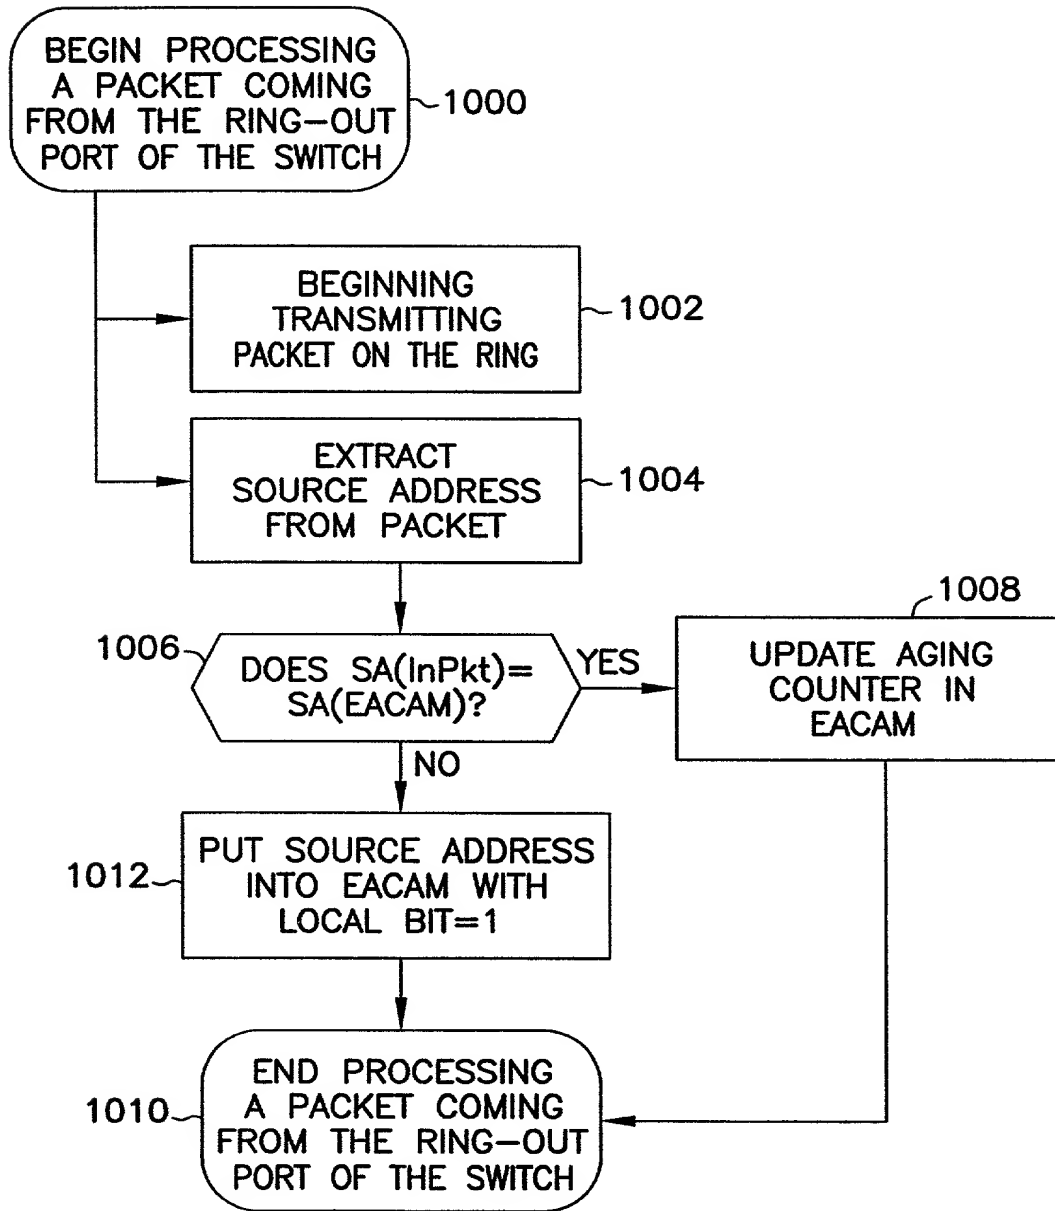 BEGIN PROCESSING
A PACKET COMING
FROM THE RING-OUT
PORT OF THE SWITCH
1000
BEGINNING
TRANSMITTING
PACKET ON THE RING
1002
EXTRACT
SOURCE ADDRESS
FROM PACKET
1004
1006
DOES SA(InPkt)=
SA(EACAM)?
YES
1008
UPDATE AGING
COUNTER IN
EACAM
NO
1012
PUT SOURCE ADDRESS
INTO EACAM WITH
LOCAL BIT=1
1010
END PROCESSING
A PACKET COMING
FROM THE RING-OUT
PORT OF THE SWITCH